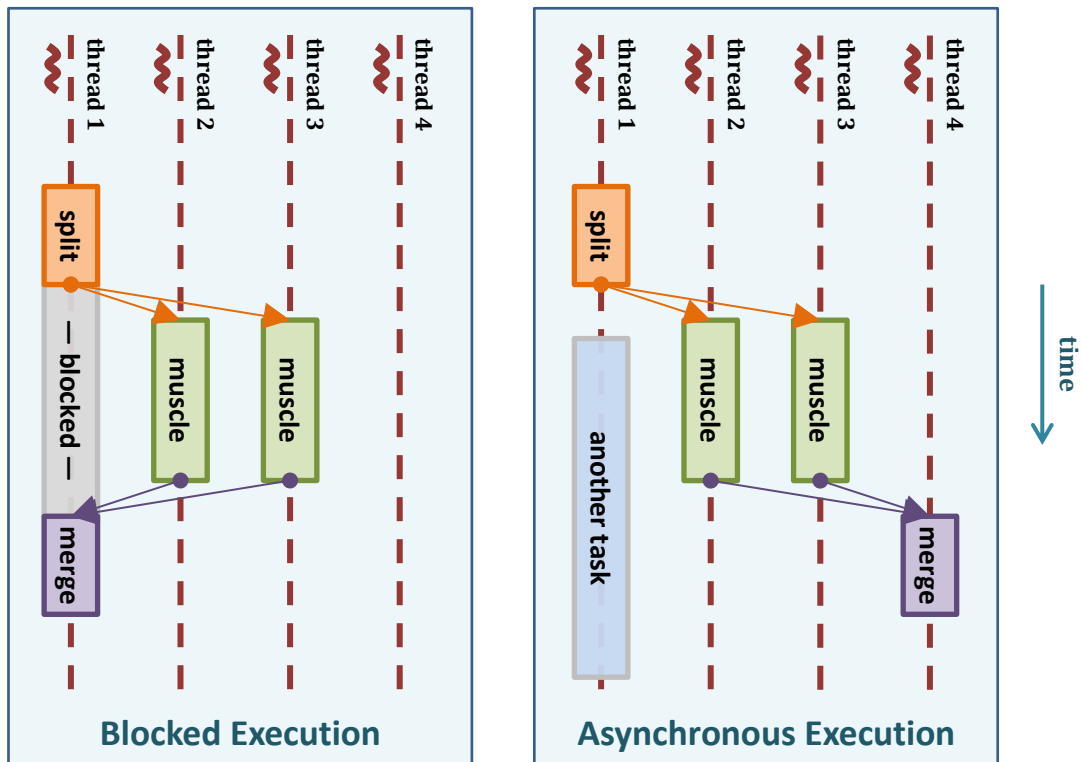 thread 1
thread 2
thread 3
thread 4
split
— blocked —
muscle
muscle
merge
Blocked Execution
thread 1
thread 2
thread 3
thread 4
split
another task
muscle
muscle
merge
Asynchronous Execution
time